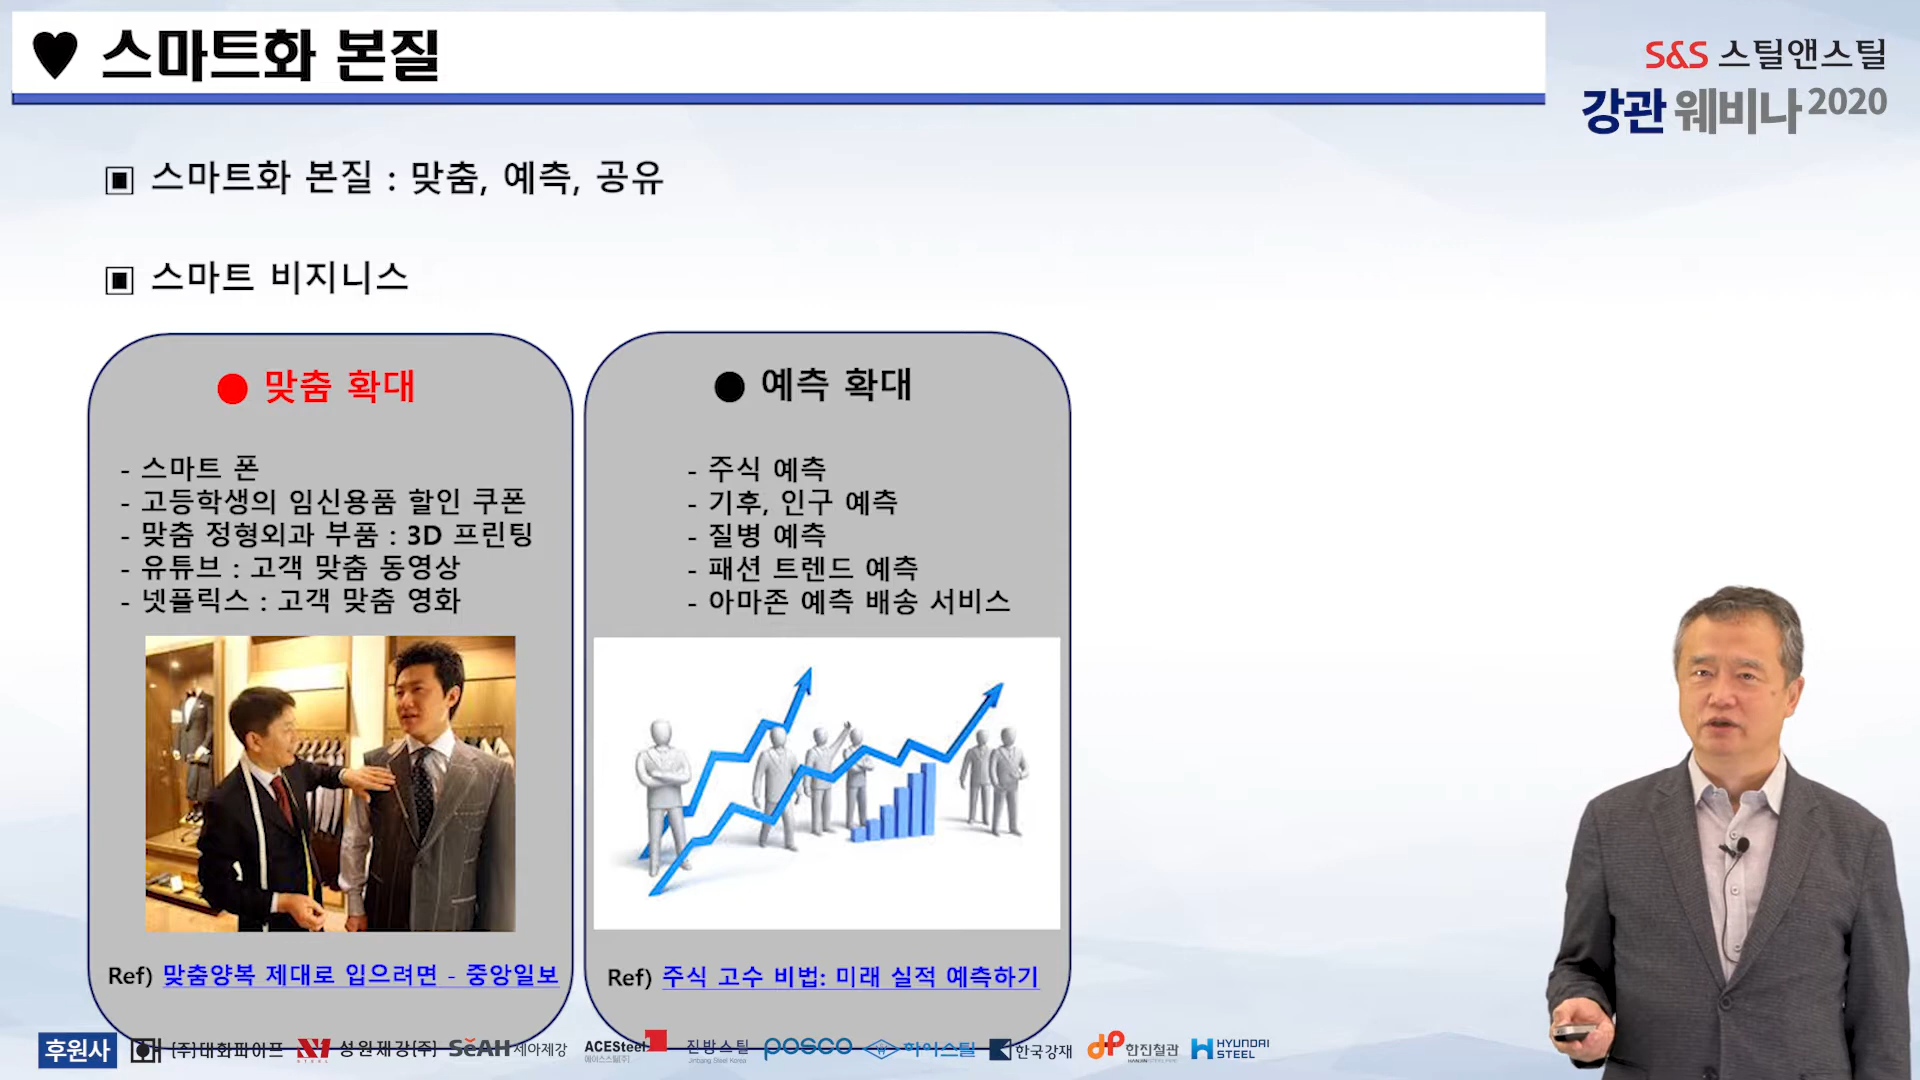 ♥ 스마트화 본질
S&S 스틸앤스틸
강관 웨비나 2020
▣ 스마트화 본질 : 맞춤, 예측, 공유
▣ 스마트 비지니스
● 맞춤 확대
- 스마트 폰
- 고등학생의 임신용품 할인 쿠폰
- 맞춤 정형외과 부품 : 3D 프린팅
- 유튜브 : 고객 맞춤 동영상
- 넷플릭스 : 고객 맞춤 영화
Ref) 맞춤양복 제대로 입으려면 - 중앙일보
● 예측 확대
- 주식 예측
- 기후, 인구 예측
- 질병 예측
- 패션 트렌드 예측
- 아마존 예측 배송 서비스
Ref) 주식 고수 비법: 미래 실적 예측하기
후원사
(주)대화파이프
성원제강(주)
SeAH 세아제강
ACESteel
진방스틸
Jinbang Steel Korea
posco
하이스틸
한국강재
한진철관
HYUNDAI
STEEL